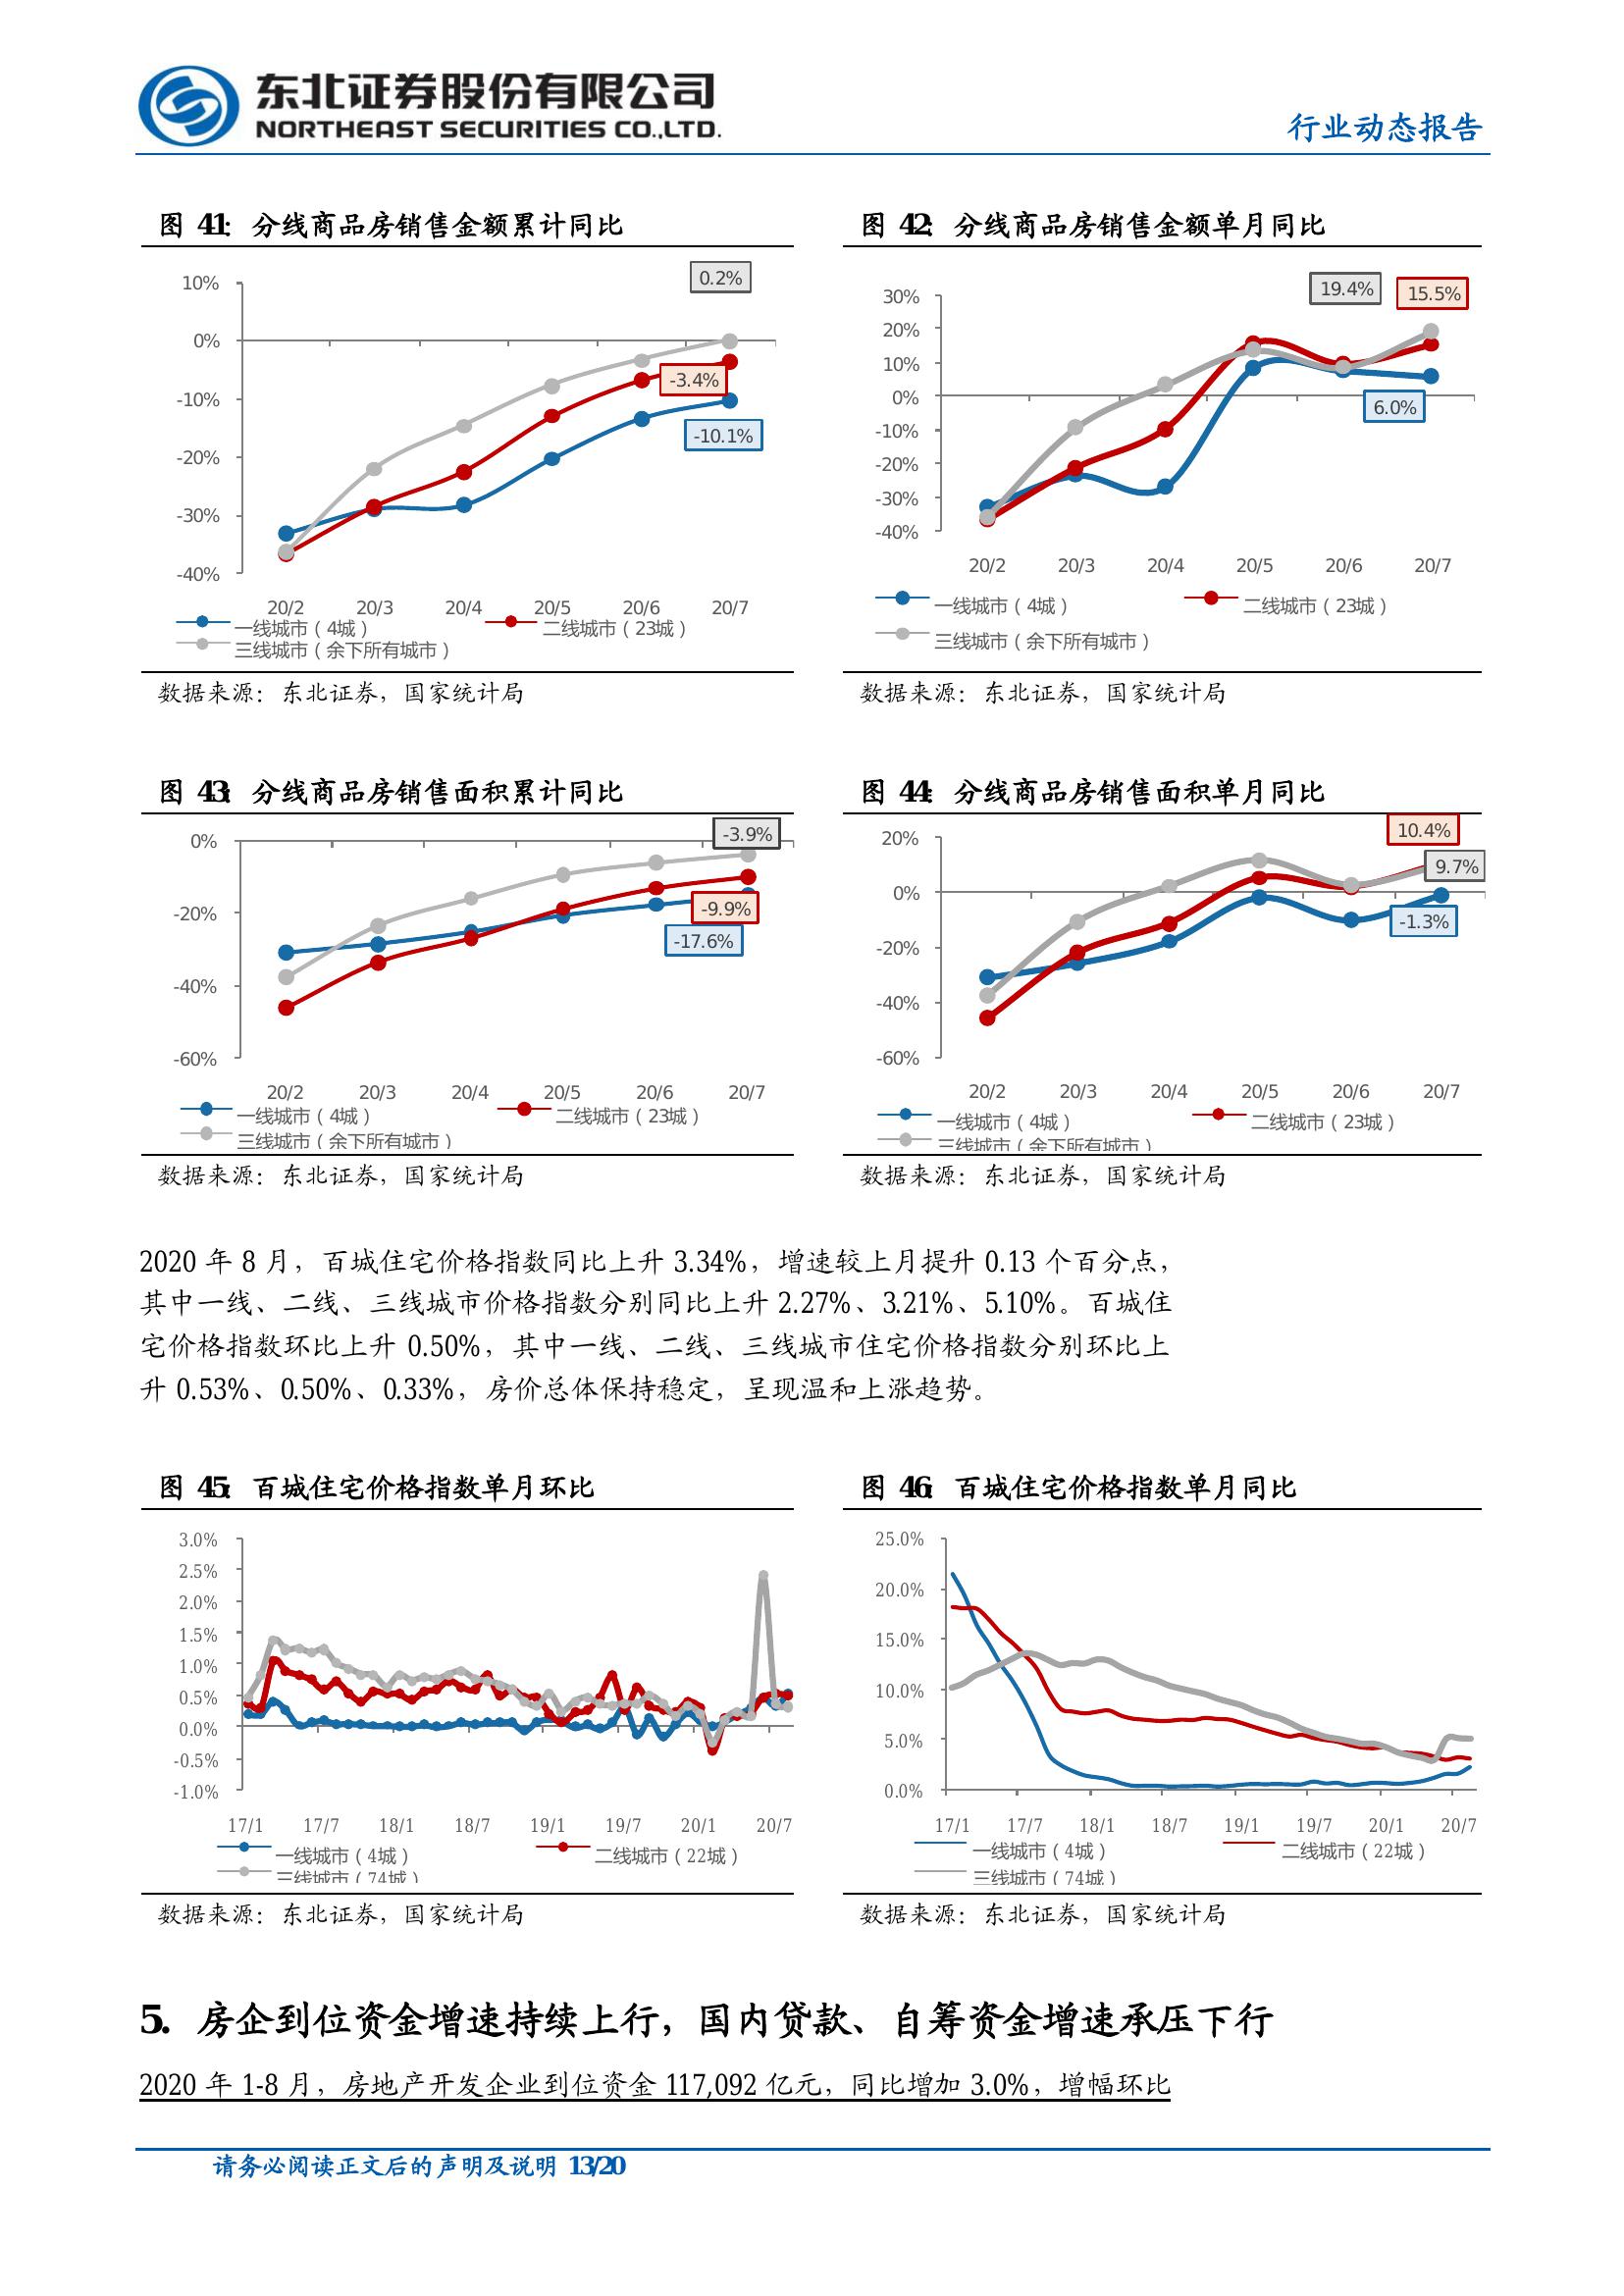 东北证券股份有限公司
NORTHEAST SECURITIES CO.,LTD.
行业动态报告
图 41: 分线商品房销售金额累计同比
0.2%
10%
0%
-10%
-20%
-30%
-40%
-3.4%
-10.1%
20/2 20/3 20/4 20/5 20/6 20/7
一线城市（4城） 二线城市（23城）
三线城市（余下所有城市）
数据来源：东北证券，国家统计局
图 42: 分线商品房销售金额单月同比
19.4% 15.5%
30%
20%
10%
0%
-10%
-20%
-30%
-40%
6.0%
20/2 20/3 20/4 20/5 20/6 20/7
一线城市（4城） 二线城市（23城）
三线城市（余下所有城市）
数据来源：东北证券，国家统计局
图 43: 分线商品房销售面积累计同比
-3.9%
0%
-20%
-40%
-60%
-9.9%
-17.6%
20/2 20/3 20/4 20/5 20/6 20/7
一线城市（4城） 二线城市（23城）
三线城市（余下所有城市）
数据来源：东北证券，国家统计局
图 44: 分线商品房销售面积单月同比
10.4%
9.7%
20%
0%
-20%
-40%
-60%
-1.3%
20/2 20/3 20/4 20/5 20/6 20/7
一线城市（4城） 二线城市（23城）
三线城市（余下所有城市）
数据来源：东北证券，国家统计局
2020 年 8 月，百城住宅价格指数同比上升 3.34%，增速较上月提升 0.13 个百分点，
其中一线、二线、三线城市价格指数分别同比上升 2.27%、3.21%、5.10%。百城住
宅价格指数环比上升 0.50%，其中一线、二线、三线城市住宅价格指数分别环比上
升 0.53%、0.50%、0.33%，房价总体保持稳定，呈现温和上涨趋势。
图 45: 百城住宅价格指数单月环比
3.0%
2.5%
2.0%
1.5%
1.0%
0.5%
0.0%
-0.5%
-1.0%
17/1 17/7 18/1 18/7 19/1 19/7 20/1 20/7
一线城市（4城） 二线城市（22城）
三线城市（74城）
数据来源：东北证券，国家统计局
图 46: 百城住宅价格指数单月同比
25.0%
20.0%
15.0%
10.0%
5.0%
0.0%
17/1 17/7 18/1 18/7 19/1 19/7 20/1 20/7
一线城市（4城） 二线城市（22城）
三线城市（74城）
数据来源：东北证券，国家统计局
5. 房企到位资金增速持续上行，国内贷款、自筹资金增速承压下行
2020 年 1-8 月，房地产开发企业到位资金 117,092 亿元，同比增加 3.0%，增幅环比
请务必阅读正文后的声明及说明 13/20